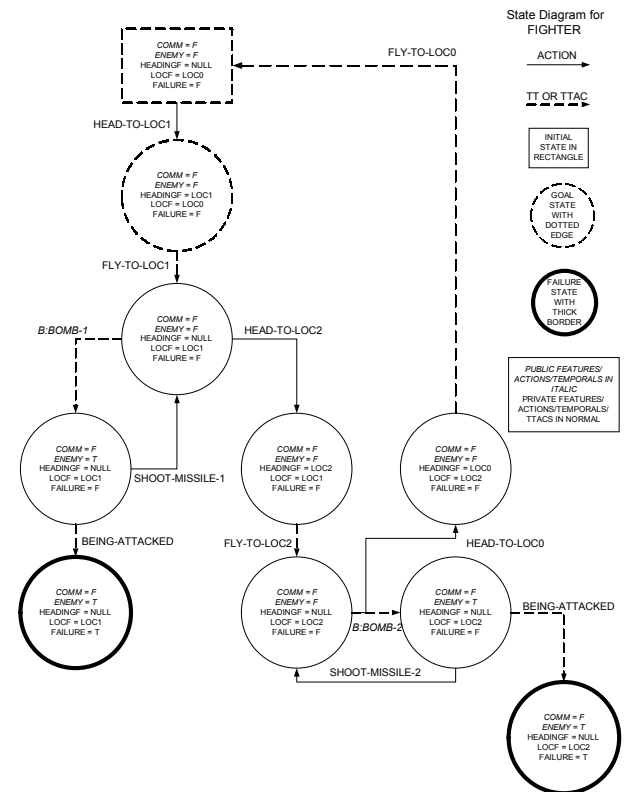 State Diagram for
FIGHTER
ACTION
TT OR TTAC
INITIAL
STATE IN
RECTANGLE
GOAL
STATE
WITH
DOTTED
EDGE
FAILURE
STATE
WITH
THICK
BORDER
PUBLIC FEATURES/
ACTIONS/TEMPORALS IN
ITALIC
PRIVATE FEATURES/
ACTIONS/TEMPORALS/
TTACS IN NORMAL
FLY-TO-LOC0
COMM = F
ENEMY = F
HEADINGF = NULL
LOCF = LOC0
FAILURE = F
HEAD-TO-LOC1
COMM = F
ENEMY = F
HEADINGF = LOC1
LOCF = LOC0
FAILURE = F
FLY-TO-LOC1
COMM = F
ENEMY = F
HEADINGF = NULL
LOCF = LOC1
FAILURE = F
B:BOMB-1
HEAD-TO-LOC2
COMM = F
ENEMY = T
HEADINGF = NULL
LOCF = LOC1
FAILURE = F
SHOOT-MISSILE-1
COMM = F
ENEMY = F
HEADINGF = LOC2
LOCF = LOC1
FAILURE = F
COMM = F
ENEMY = F
HEADINGF = LOC0
LOCF = LOC2
FAILURE = F
BEING-ATTACKED
FLY-TO-LOC2
HEAD-TO-LOC0
COMM = F
ENEMY = T
HEADINGF = NULL
LOCF = LOC1
FAILURE = T
COMM = F
ENEMY = F
HEADINGF = NULL
LOCF = LOC2
FAILURE = F
B:BOMB-2
COMM = F
ENEMY = T
HEADINGF = NULL
LOCF = LOC2
FAILURE = F
BEING-ATTACKED
SHOOT-MISSILE-2
COMM = F
ENEMY = T
HEADINGF = NULL
LOCF = LOC2
FAILURE = T